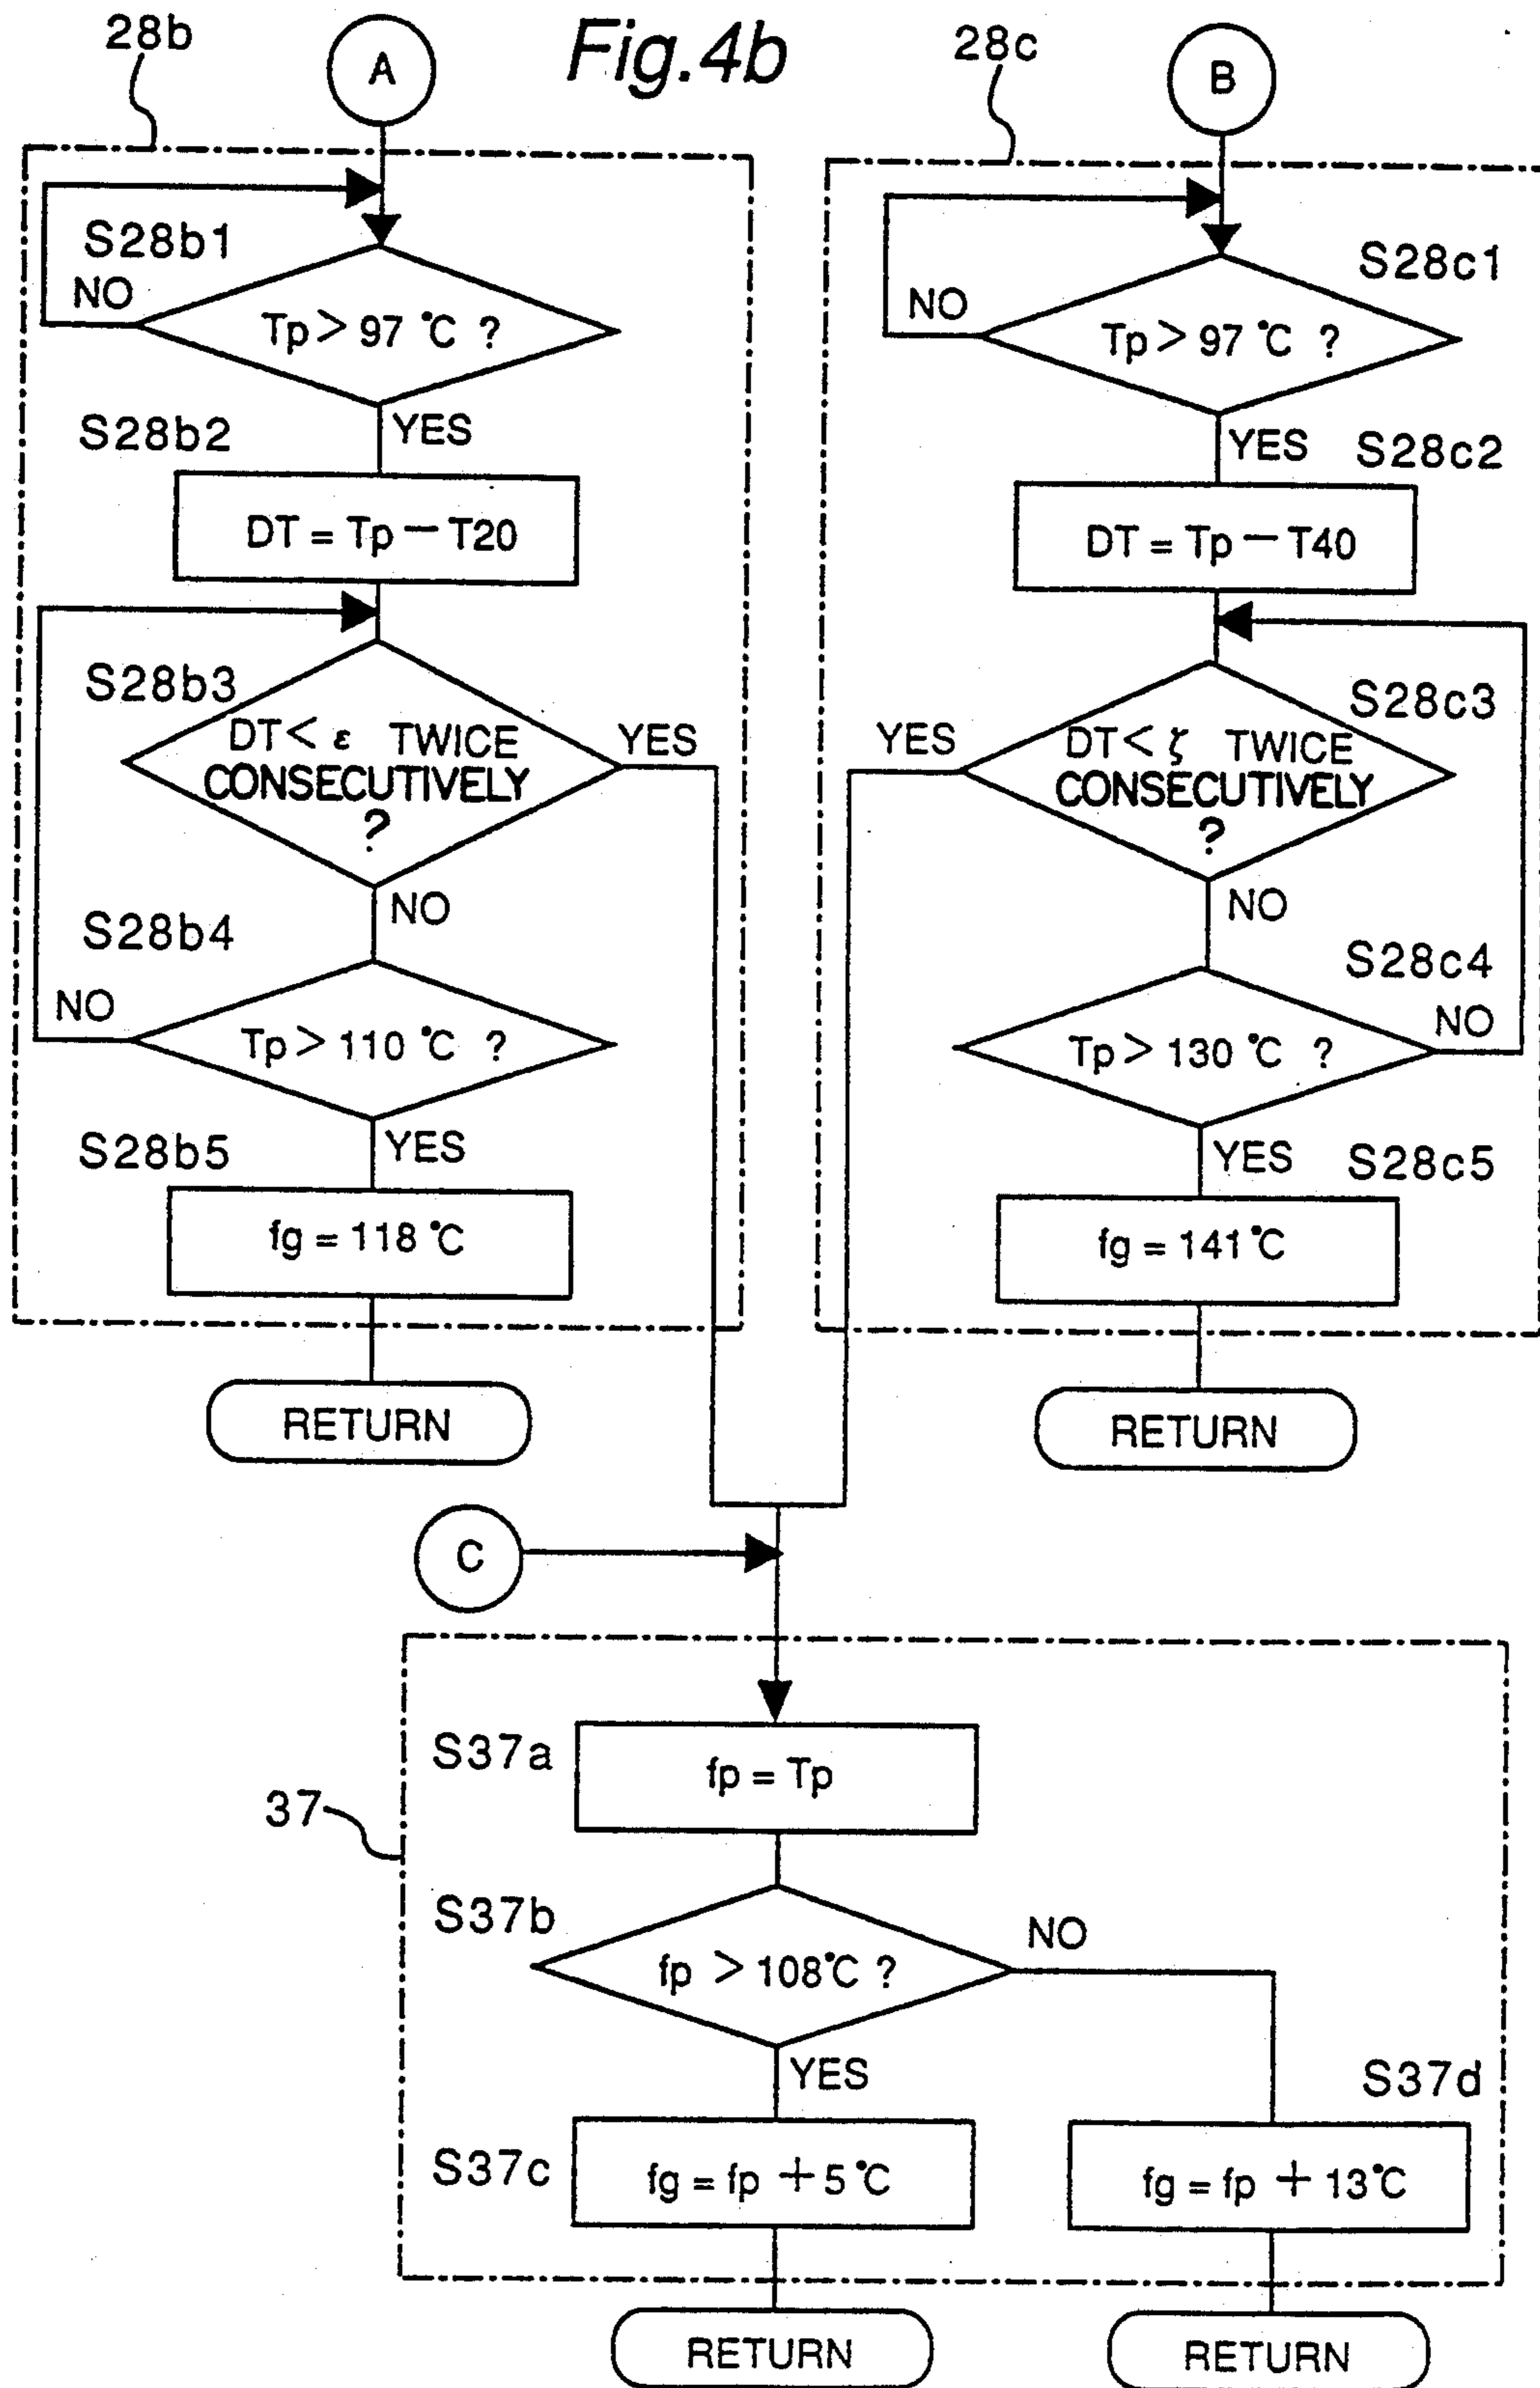 Fig.4b
28b
A
S28b1
NO
Tp > 97 ℃ ?
YES
S28b2
DT = Tp − T20
S28b3
DT < ε TWICE
CONSECUTIVELY
?
YES
NO
S28b4
NO
Tp > 110 ℃ ?
YES
S28b5
fg = 118 ℃
RETURN
28c
B
S28c1
NO
Tp > 97 ℃ ?
YES
S28c2
DT = Tp − T40
S28c3
YES
DT < ζ TWICE
CONSECUTIVELY
?
NO
S28c4
NO
Tp > 130 ℃ ?
YES
S28c5
fg = 141 ℃
RETURN
C
37
S37a
fp = Tp
S37b
fp > 108℃ ?
NO
YES
S37c
fg = fp + 5 ℃
RETURN
S37d
fg = fp + 13℃
RETURN